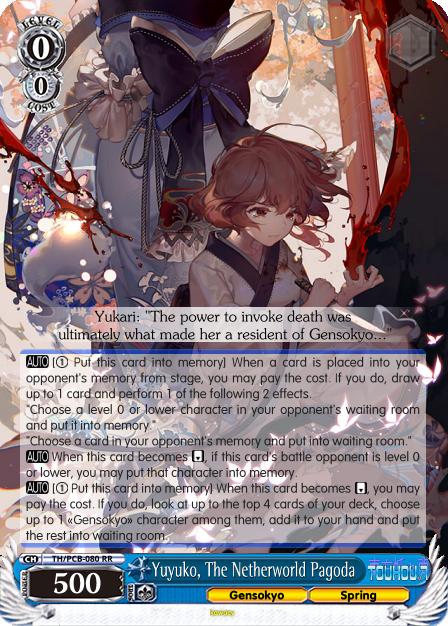 LEVEL
0
0
COST
Yukari: "The power to invoke death was
ultimately what made her a resident of Gensokyo..."
AUTO [① Put this card into memory] When a card is placed into your
opponent's memory from stage, you may pay the cost. If you do, draw
up to 1 card and perform 1 of the following 2 effects.
"Choose a level 0 or lower character in your opponent's waiting room
and put it into memory."
"Choose a card in your opponent's memory and put into waiting room."
AUTO When this card becomes, if this card's battle opponent is level 0
or lower, you may put that character into memory.
AUTO [① Put this card into memory] When this card becomes, you may
pay the cost. If you do, look at up to the top 4 cards of your deck, choose
up to 1 «Gensokyo» character among them, add it to your hand and put
the rest into waiting room.
GH TH/PCB-080 RR
POWER 500 SOUL Yuyuko, The Netherworld Pagoda TOUHOU
Gensokyo Spring